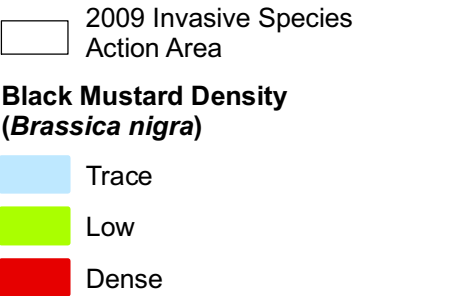 2009 Invasive Species
Action Area
Black Mustard Density
(Brassica nigra)
Trace
Low
Dense